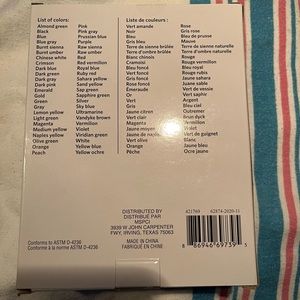 List of colors:
Almond green
Black
Blue
Blue gray
Burnt sienna
Burnt umber
Chinese white
Crimson
Dark blue
Dark green
Dark gray
Dark pink
Emerald
Gold
Green
Gray
Lemon yellow
Light green
Magenta
Medium yellow
Naples yellow
Olive green
Orange
Peach
Pink
Pink gray
Prussian blue
Purple
Raw sienna
Raw umber
Red
Red vermilion
Royal blue
Ruby red
Sahara yellow
Sand yellow
Sap green
Sapphire green
Silver
Sky blue
Ultramarine
Vandyke brown
Vermilion
Violet
Viridian green
White
Yellow blue
Yellow ochre
Liste de couleurs :
Vert amande
Noir
Bleu
Gris bleu
Terre de sienne brûlée
Terre d'ombre brûlée
Blanc chinois
Cramoisi
Bleu foncé
Vert foncé
Gris foncé
Rose foncé
Émeraude
Or
Vert
Gris
Jaune citron
Vert clair
Magenta
Jaune moyen
Jaune de naples
Vert olive
Orange
Pêche
Rose
Gris rose
Bleu de prusse
Mauve
Terre de sienne naturelle
Terre d'ombre naturelle
Rouge
Rouge vermillon
Bleu royal
Rouge rubis
Jaune sahara
Jaune sable
Vert de vessie
Vert saphir
Argent
Bleu ciel
Outremer
Brun dyck
Vermillon
Violet
Vert de guignet
Blanc
Bleu jaune
Ocre jaune
Conforms to ASTM D-4236
Conforme à la norme ASTM D-4236
DISTRIBUTED BY
DISTRIBUÉ PAR
MSPCI
3939 W JOHN CARPENTER
FWY, IRVING, TEXAS 75063
MADE IN CHINA
FABRIQUÉ EN CHINE
#21769
62874-2020-11
8 86946 69739 5